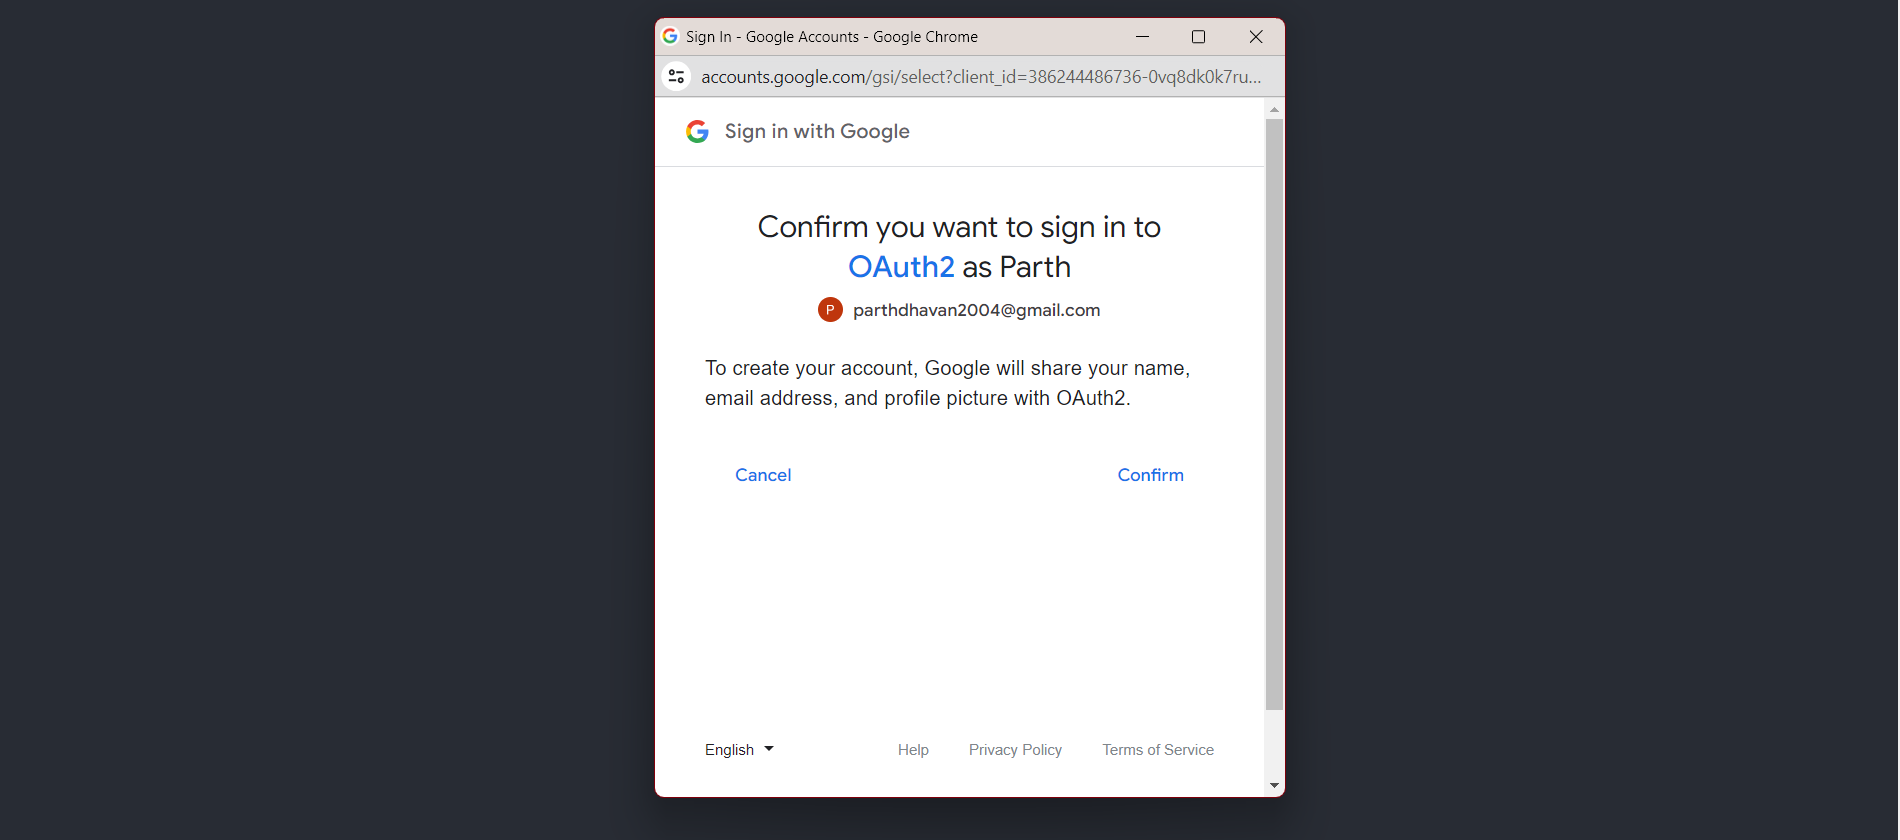 Sign In - Google Accounts - Google Chrome
accounts.google.com/gsi/select?client_id=386244486736-0vq8dk0k7ru...
Sign in with Google
Confirm you want to sign in to
OAuth2 as Parth
P parthdhavan2004@gmail.com
To create your account, Google will share your name,
email address, and profile picture with OAuth2.
Cancel Confirm
English Help Privacy Policy Terms of Service